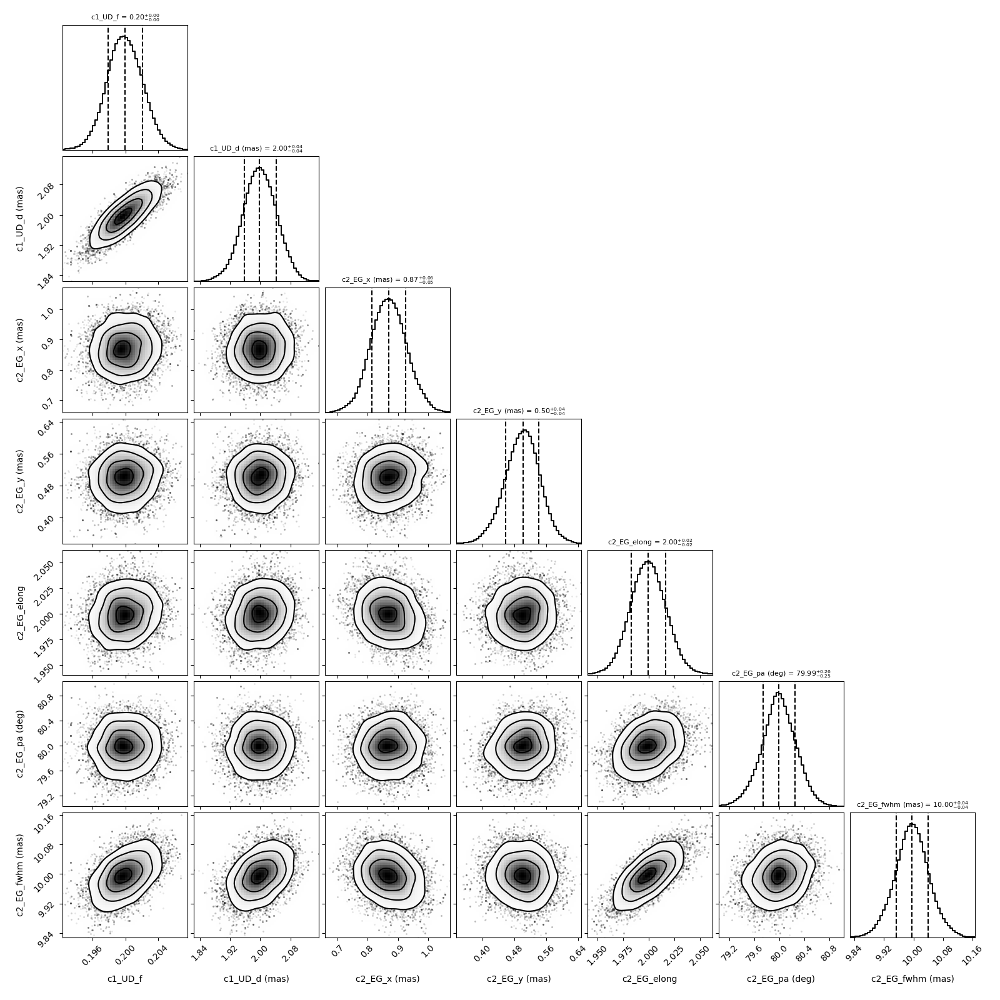 c1_UD_f = 0.20+0.00−0.00
c1_UD_d (mas) = 2.00+0.04−0.04
c1_UD_d (mas)
2.08
2.00
1.92
1.84
c2_EG_x (mas) = 0.87+0.06−0.05
c2_EG_x (mas)
1.0
0.9
0.8
0.7
c2_EG_y (mas) = 0.50+0.04−0.04
c2_EG_y (mas)
0.64
0.56
0.48
0.40
c2_EG_elong = 2.00+0.02−0.02
c2_EG_elong
2.050
2.025
2.000
1.975
1.950
c2_EG_pa (deg) = 79.99+0.26−0.25
c2_EG_pa (deg)
80.8
80.4
80.0
79.6
79.2
c2_EG_fwhm (mas) = 10.00+0.04−0.04
c2_EG_fwhm (mas)
10.16
10.08
10.00
9.92
9.84
0.196 0.200 0.204 1.84 1.92 2.00 2.08 0.7 0.8 0.9 1.0 0.40 0.48 0.56 0.64 1.950 1.975 2.000 2.025 2.050 79.2 79.6 80.0 80.4 80.8 9.84 9.92 10.00 10.08 10.16
c1_UD_f c1_UD_d (mas) c2_EG_x (mas) c2_EG_y (mas) c2_EG_elong c2_EG_pa (deg) c2_EG_fwhm (mas)